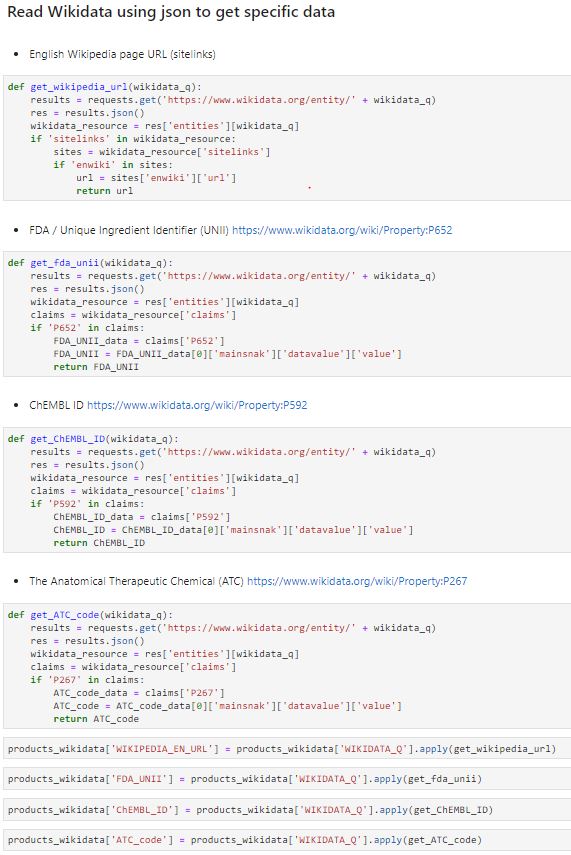 Read Wikidata using json to get specific data
• English Wikipedia page URL (sitelinks)
def get_wikipedia_url(wikidata_q):
    results = requests.get('https://www.wikidata.org/entity/' + wikidata_q)
    res = results.json()
    wikidata_resource = res['entities'][wikidata_q]
    if 'sitelinks' in wikidata_resource:
        sites = wikidata_resource['sitelinks']
        if 'enwiki' in sites:
            url = sites['enwiki']['url']
            return url
• FDA / Unique Ingredient Identifier (UNII) https://www.wikidata.org/wiki/Property:P652
def get_fda_unii(wikidata_q):
    results = requests.get('https://www.wikidata.org/entity/' + wikidata_q)
    res = results.json()
    wikidata_resource = res['entities'][wikidata_q]
    claims = wikidata_resource['claims']
    if 'P652' in claims:
        FDA_UNII_data = claims['P652']
        FDA_UNII = FDA_UNII_data[0]['mainsnak']['datavalue']['value']
        return FDA_UNII
• ChEMBL ID https://www.wikidata.org/wiki/Property:P592
def get_ChEMBL_ID(wikidata_q):
    results = requests.get('https://www.wikidata.org/entity/' + wikidata_q)
    res = results.json()
    wikidata_resource = res['entities'][wikidata_q]
    claims = wikidata_resource['claims']
    if 'P592' in claims:
        ChEMBL_ID_data = claims['P592']
        ChEMBL_ID = ChEMBL_ID_data[0]['mainsnak']['datavalue']['value']
        return ChEMBL_ID
• The Anatomical Therapeutic Chemical (ATC) https://www.wikidata.org/wiki/Property:P267
def get_ATC_code(wikidata_q):
    results = requests.get('https://www.wikidata.org/entity/' + wikidata_q)
    res = results.json()
    wikidata_resource = res['entities'][wikidata_q]
    claims = wikidata_resource['claims']
    if 'P267' in claims:
        ATC_code_data = claims['P267']
        ATC_code = ATC_code_data[0]['mainsnak']['datavalue']['value']
        return ATC_code
products_wikidata['WIKIPEDIA_EN_URL'] = products_wikidata['WIKIDATA_Q'].apply(get_wikipedia_url)
products_wikidata['FDA_UNII'] = products_wikidata['WIKIDATA_Q'].apply(get_fda_unii)
products_wikidata['ChEMBL_ID'] = products_wikidata['WIKIDATA_Q'].apply(get_ChEMBL_ID)
products_wikidata['ATC_code'] = products_wikidata['WIKIDATA_Q'].apply(get_ATC_code)